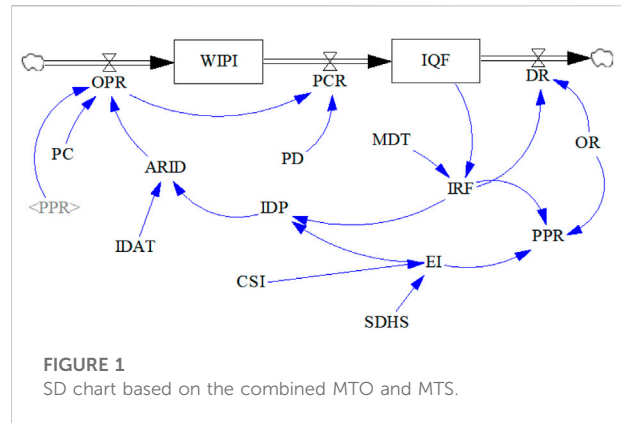 WIPI
IQF
OPR
PCR
DR
PC
PD
MDT
OR
ARID
IRF
<PPR>
IDP
PPR
IDAT
EI
CSI
SDHS
FIGURE 1
SD chart based on the combined MTO and MTS.